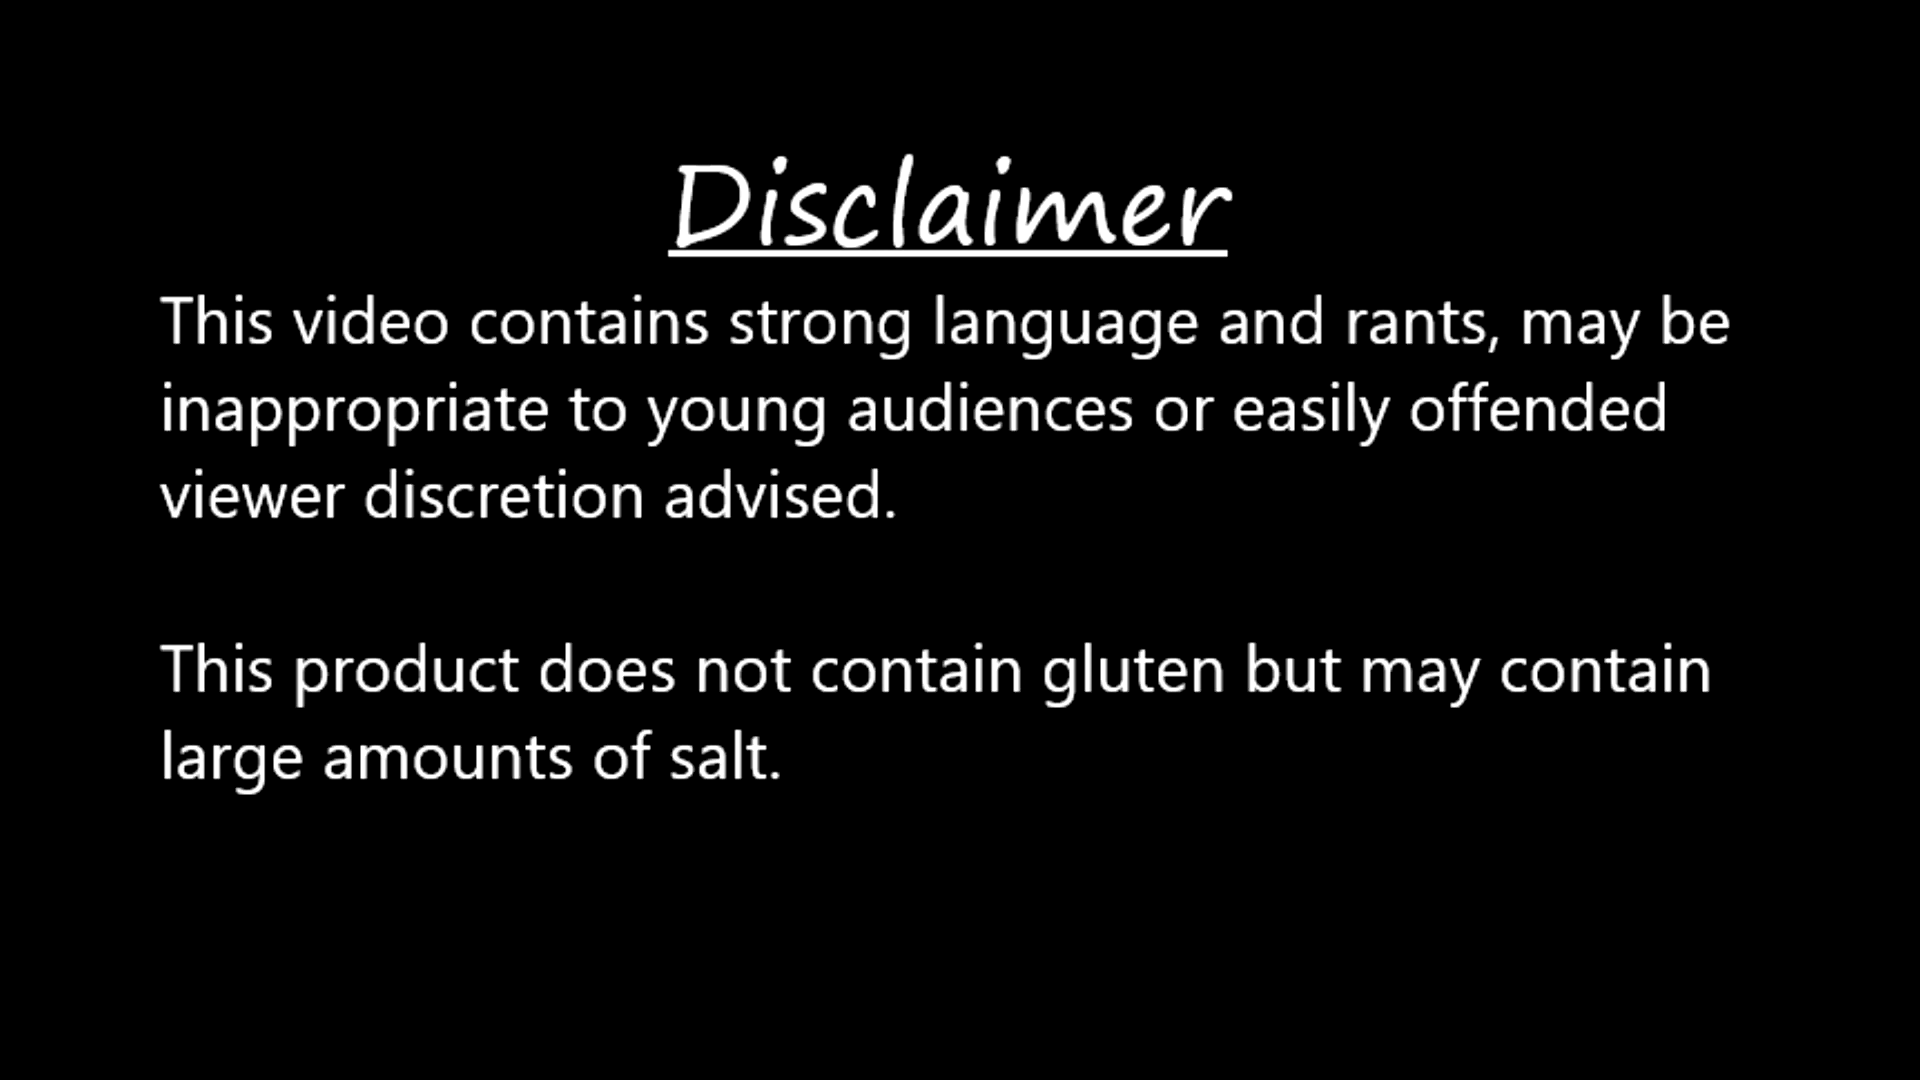 Disclaimer
This video contains strong language and rants, may be
inappropriate to young audiences or easily offended
viewer discretion advised.
This product does not contain gluten but may contain
large amounts of salt.